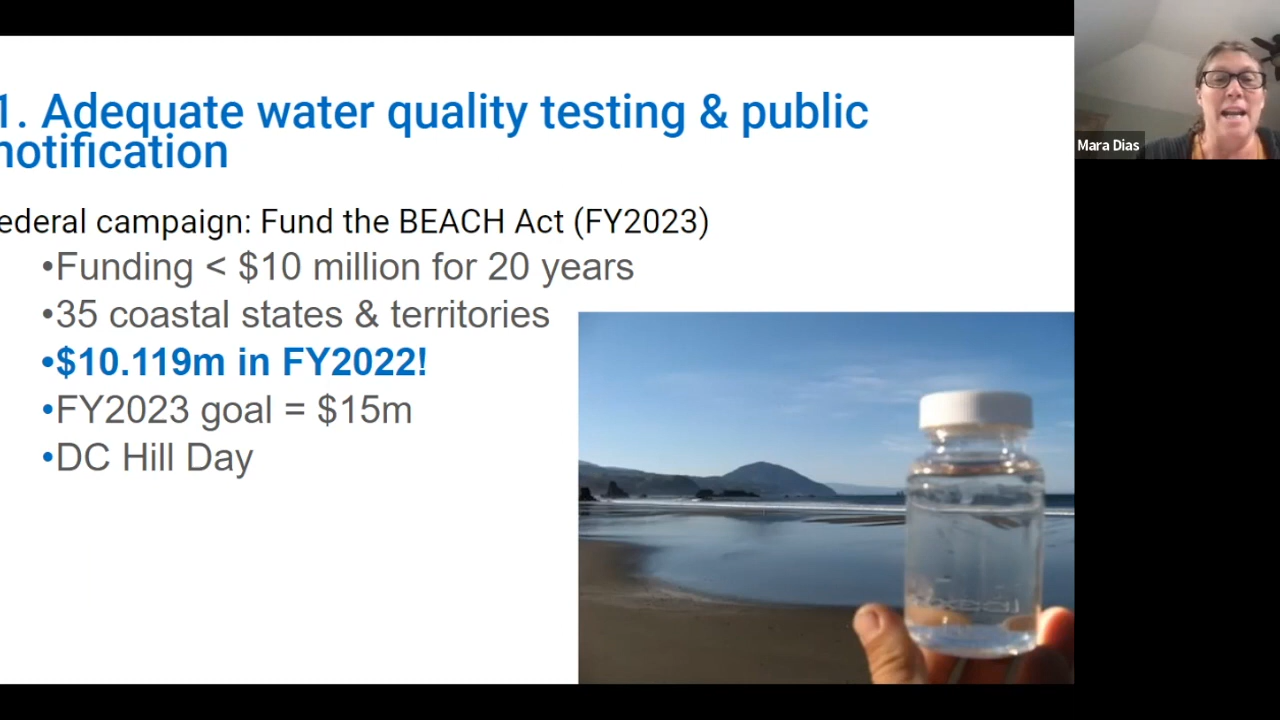 1. Adequate water quality testing & public
notification
ederal campaign: Fund the BEACH Act (FY2023)
•Funding < $10 million for 20 years
•35 coastal states & territories
•$10.119m in FY2022!
•FY2023 goal = $15m
•DC Hill Day
Mara Dias